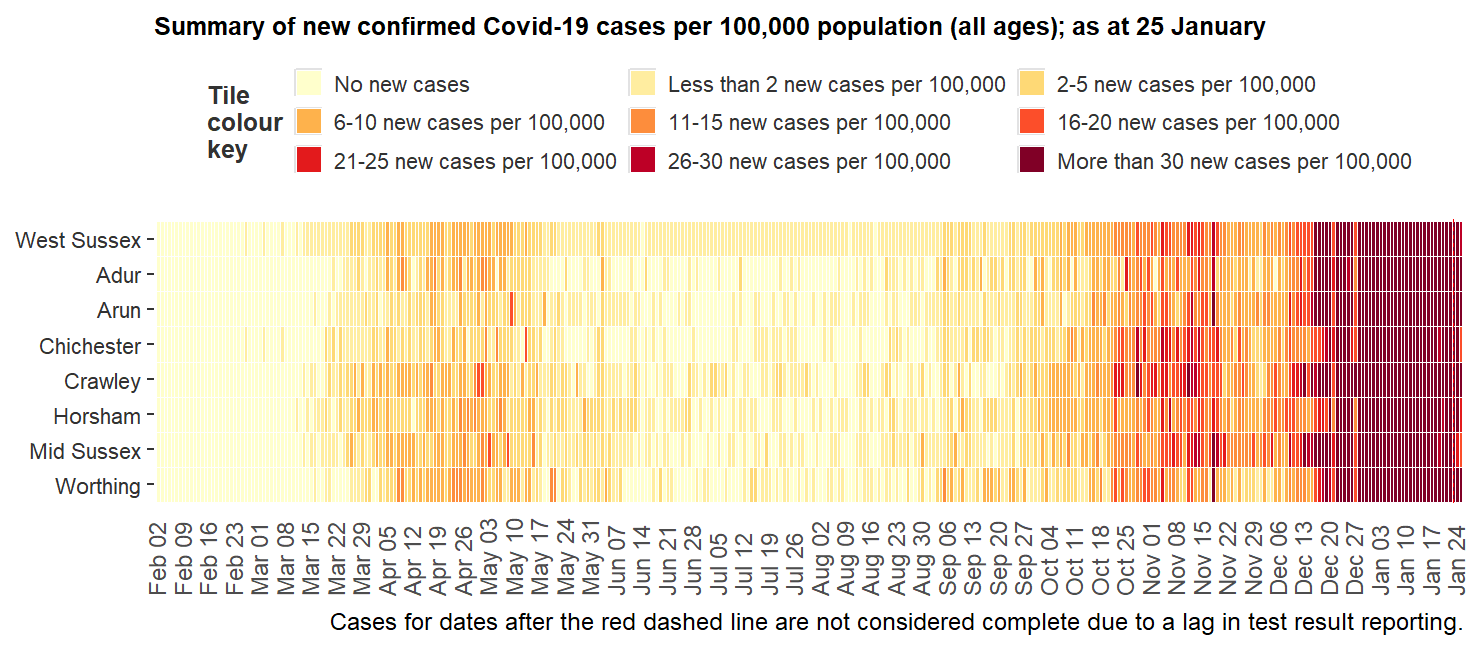 Summary of new confirmed Covid-19 cases per 100,000 population (all ages); as at 25 January
Tile
colour
key
No new cases
Less than 2 new cases per 100,000
2-5 new cases per 100,000
6-10 new cases per 100,000
11-15 new cases per 100,000
16-20 new cases per 100,000
21-25 new cases per 100,000
26-30 new cases per 100,000
More than 30 new cases per 100,000
West Sussex
Adur
Arun
Chichester
Crawley
Horsham
Mid Sussex
Worthing
Feb 02
Feb 09
Feb 16
Feb 23
Mar 01
Mar 08
Mar 15
Mar 22
Mar 29
Apr 05
Apr 12
Apr 19
Apr 26
May 03
May 10
May 17
May 24
May 31
Jun 07
Jun 14
Jun 21
Jun 28
Jul 05
Jul 12
Jul 19
Jul 26
Aug 02
Aug 09
Aug 16
Aug 23
Aug 30
Sep 06
Sep 13
Sep 20
Sep 27
Oct 04
Oct 11
Oct 18
Oct 25
Nov 01
Nov 08
Nov 15
Nov 22
Nov 29
Dec 06
Dec 13
Dec 20
Dec 27
Jan 03
Jan 10
Jan 17
Jan 24
Cases for dates after the red dashed line are not considered complete due to a lag in test result reporting.